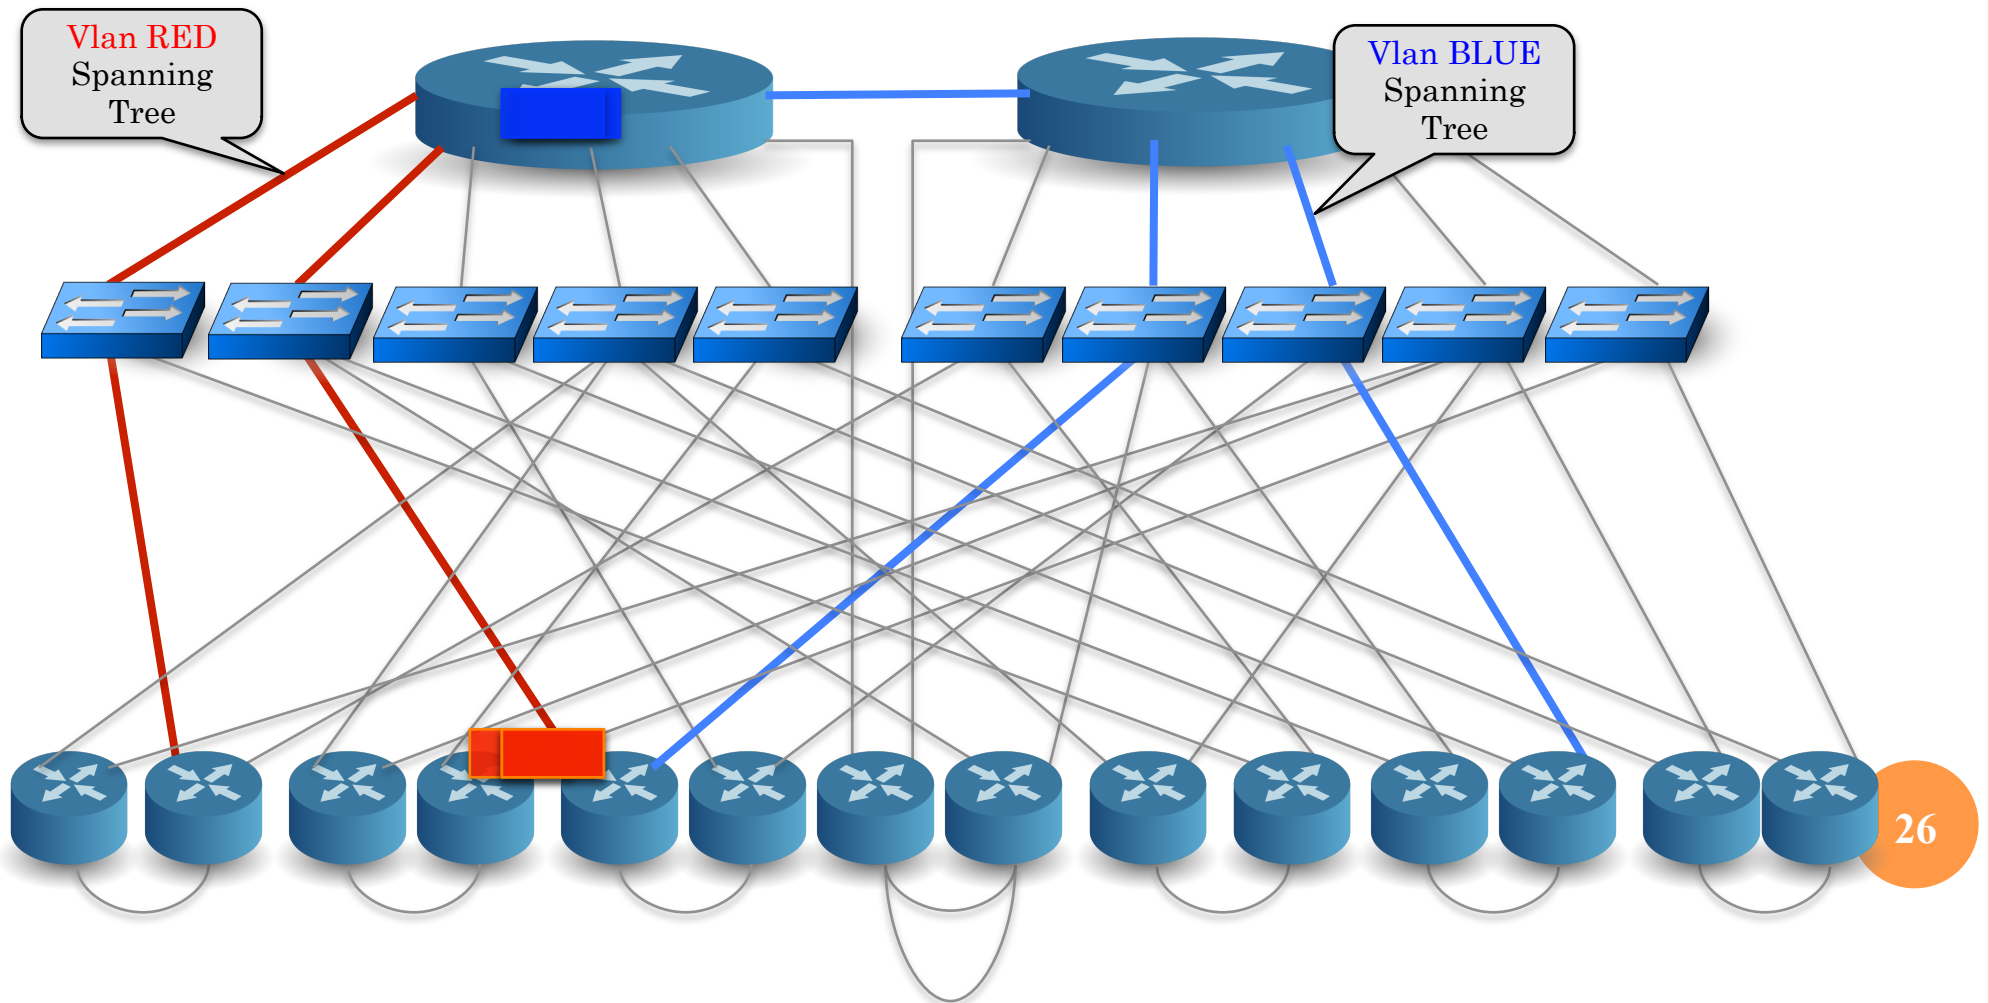 Vlan RED
Spanning
Tree
Vlan BLUE
Spanning
Tree
26